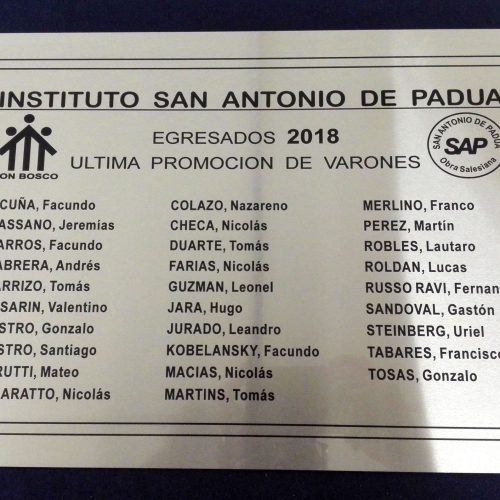 INSTITUTO SAN ANTONIO DE PADUA
EGRESADOS 2018
ULTIMA PROMOCION DE VARONES
ON BOSCO
SAN ANTONIO DE PADUA
SAP
Obra Salesiana
CUÑA, Facundo
ASSANO, Jeremías
ARROS, Facundo
ABRERA, Andrés
ARRIZO, Tomás
SARIN, Valentino
STRO, Gonzalo
STRO, Santiago
RUTTI, Mateo
ARATTO, Nicolás
COLAZO, Nazareno
CHECA, Nicolás
DUARTE, Tomás
FARIAS, Nicolás
GUZMAN, Leonel
JARA, Hugo
JURADO, Leandro
KOBELANSKY, Facundo
MACIAS, Nicolás
MARTINS, Tomás
MERLINO, Franco
PEREZ, Martín
ROBLES, Lautaro
ROLDAN, Lucas
RUSSO RAVI, Fernan
SANDOVAL, Gastón
STEINBERG, Uriel
TABARES, Francisco
TOSAS, Gonzalo